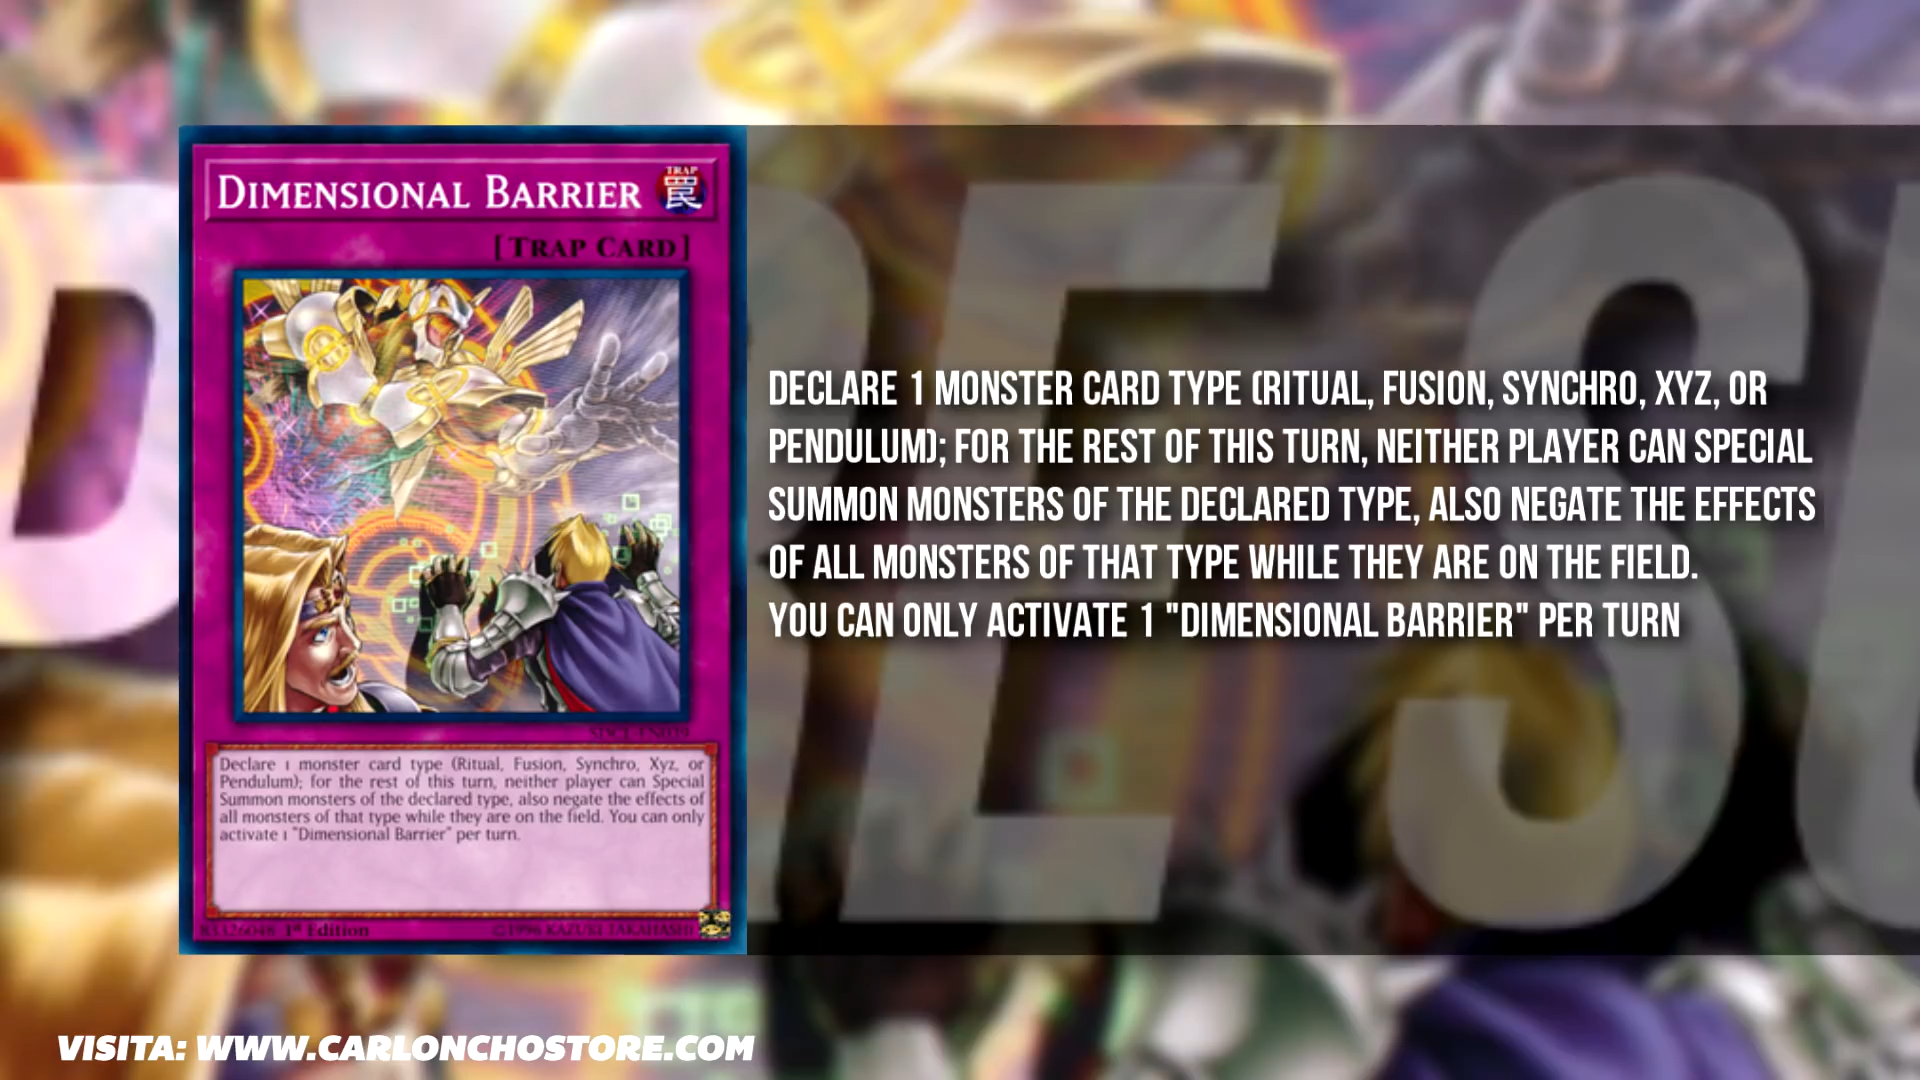 DIMENSIONAL BARRIER
TRAP
罠
[TRAP CARD]
Declare 1 monster card type (Ritual, Fusion, Synchro, Xyz, or
Pendulum); for the rest of this turn, neither player can Special
Summon monsters of the declared type, also negate the effects of
all monsters of that type while they are on the field. You can only
activate 1 "Dimensional Barrier" per turn.
83326048 1st Edition
©1996 KAZUKI TAKAHASHI
DECLARE 1 MONSTER CARD TYPE (RITUAL, FUSION, SYNCHRO, XYZ, OR
PENDULUM); FOR THE REST OF THIS TURN, NEITHER PLAYER CAN SPECIAL
SUMMON MONSTERS OF THE DECLARED TYPE, ALSO NEGATE THE EFFECTS
OF ALL MONSTERS OF THAT TYPE WHILE THEY ARE ON THE FIELD.
YOU CAN ONLY ACTIVATE 1 "DIMENSIONAL BARRIER" PER TURN
VISITA: WWW.CARLONCHOSTORE.COM